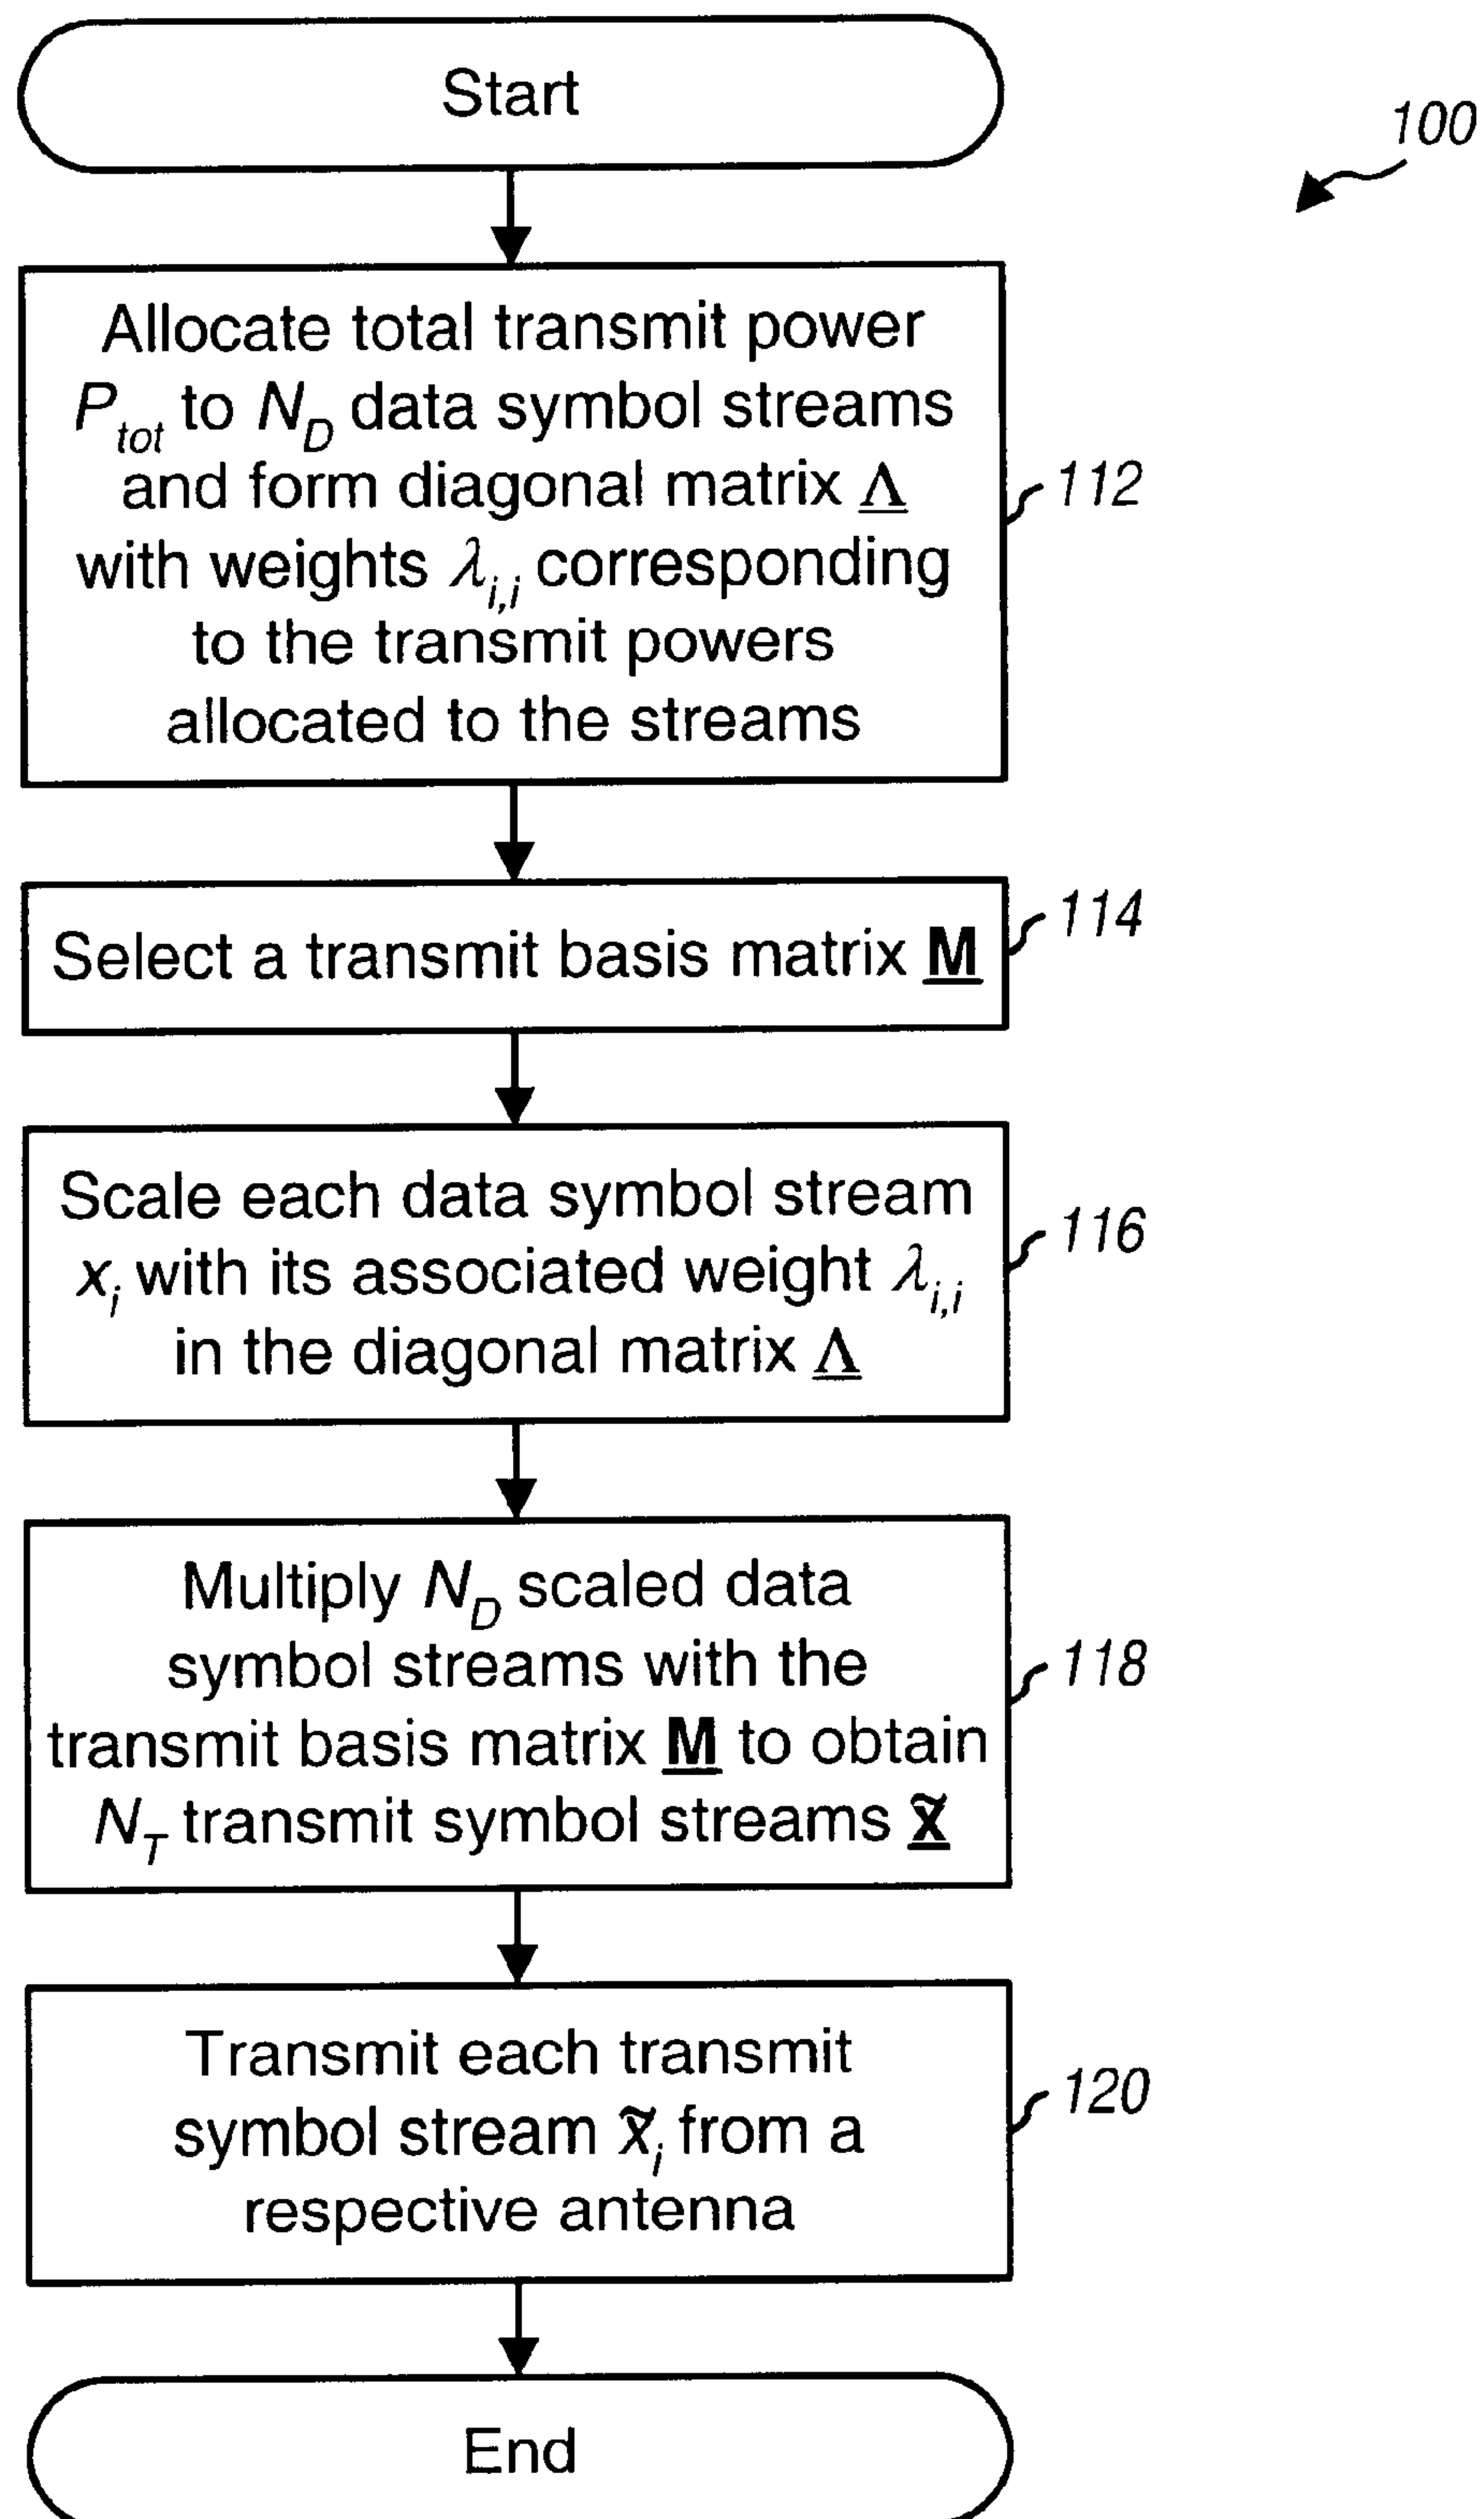 Start
100
Allocate total transmit power
P_tot to N_D data symbol streams
and form diagonal matrix Λ
with weights λ_i,i corresponding
to the transmit powers
allocated to the streams
112
Select a transmit basis matrix M
114
Scale each data symbol stream
x_i with its associated weight λ_i,i
in the diagonal matrix Λ
116
Multiply N_D scaled data
symbol streams with the
transmit basis matrix M to obtain
N_T transmit symbol streams x̃
118
Transmit each transmit
symbol stream x̃_i from a
respective antenna
120
End